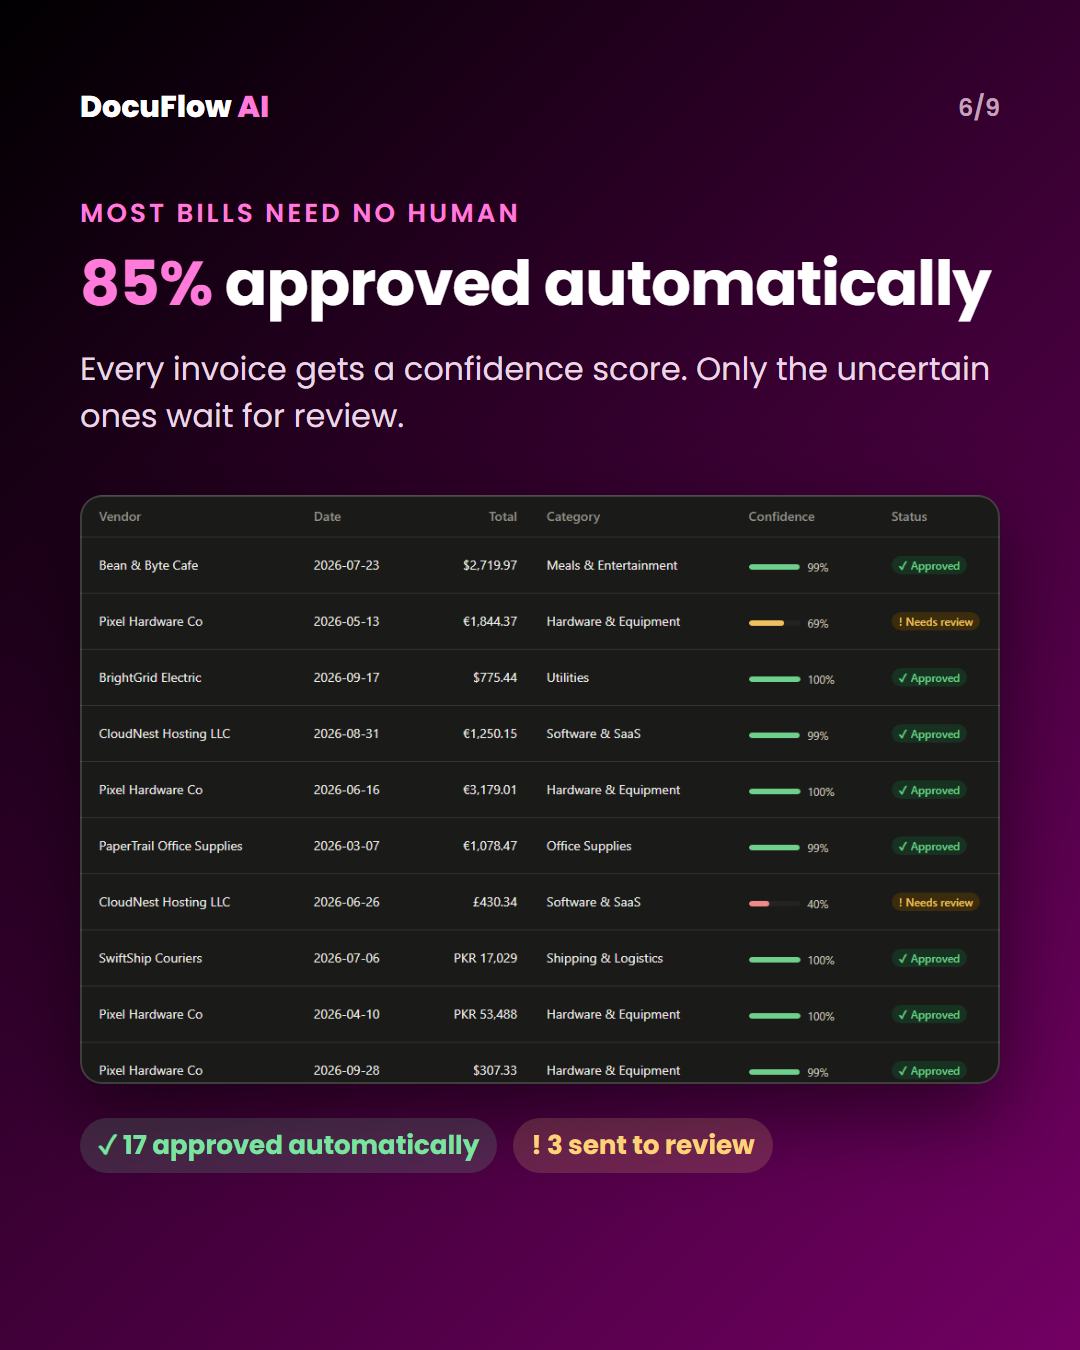 DocuFlow AI 6/9
MOST BILLS NEED NO HUMAN
85% approved automatically
Every invoice gets a confidence score. Only the uncertain
ones wait for review.
Vendor Date Total Category Confidence Status
Bean & Byte Cafe 2026-07-23 $2,719.97 Meals & Entertainment 99% ✓ Approved
Pixel Hardware Co 2026-05-13 €1,844.37 Hardware & Equipment 69% ! Needs review
BrightGrid Electric 2026-09-17 $775.44 Utilities 100% ✓ Approved
CloudNest Hosting LLC 2026-08-31 €1,250.15 Software & SaaS 99% ✓ Approved
Pixel Hardware Co 2026-06-16 €3,179.01 Hardware & Equipment 100% ✓ Approved
PaperTrail Office Supplies 2026-03-07 €1,078.47 Office Supplies 99% ✓ Approved
CloudNest Hosting LLC 2026-06-26 £430.34 Software & SaaS 40% ! Needs review
SwiftShip Couriers 2026-07-06 PKR 17,029 Shipping & Logistics 100% ✓ Approved
Pixel Hardware Co 2026-04-10 PKR 53,488 Hardware & Equipment 100% ✓ Approved
Pixel Hardware Co 2026-09-28 $307.33 Hardware & Equipment 99% ✓ Approved
✓ 17 approved automatically ! 3 sent to review